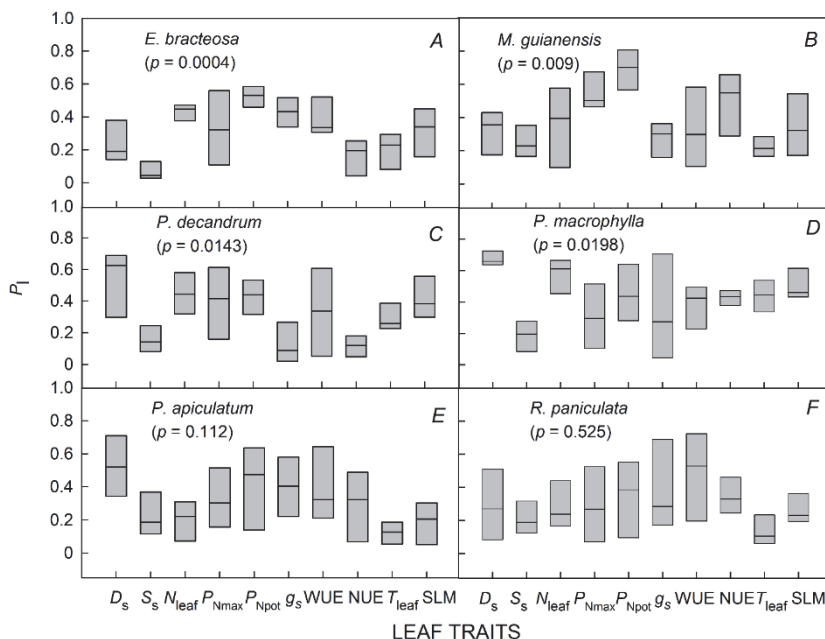 1.0
0.8
0.6
0.4
0.2
0
E. bracteosa
(p = 0.0004)
A
M. guianensis
(p = 0.009)
B
1.0
0.8
0.6
0.4
0.2
0
P. decandrum
(p = 0.0143)
C
P. macrophylla
(p = 0.0198)
D
1.0
0.8
0.6
0.4
0.2
0
P. apiculatum
(p = 0.112)
E
R. paniculata
(p = 0.525)
F
PI
Ds Ss Nleaf PNmax PNpot gs WUE NUE Tleaf SLM
Ds Ss Nleaf PNmax PNpot gs WUE NUE Tleaf SLM
LEAF TRAITS